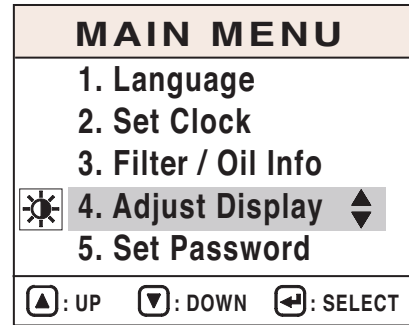 MAIN MENU
1. Language
2. Set Clock
3. Filter / Oil Info
4. Adjust Display
5. Set Password
: UP : DOWN : SELECT